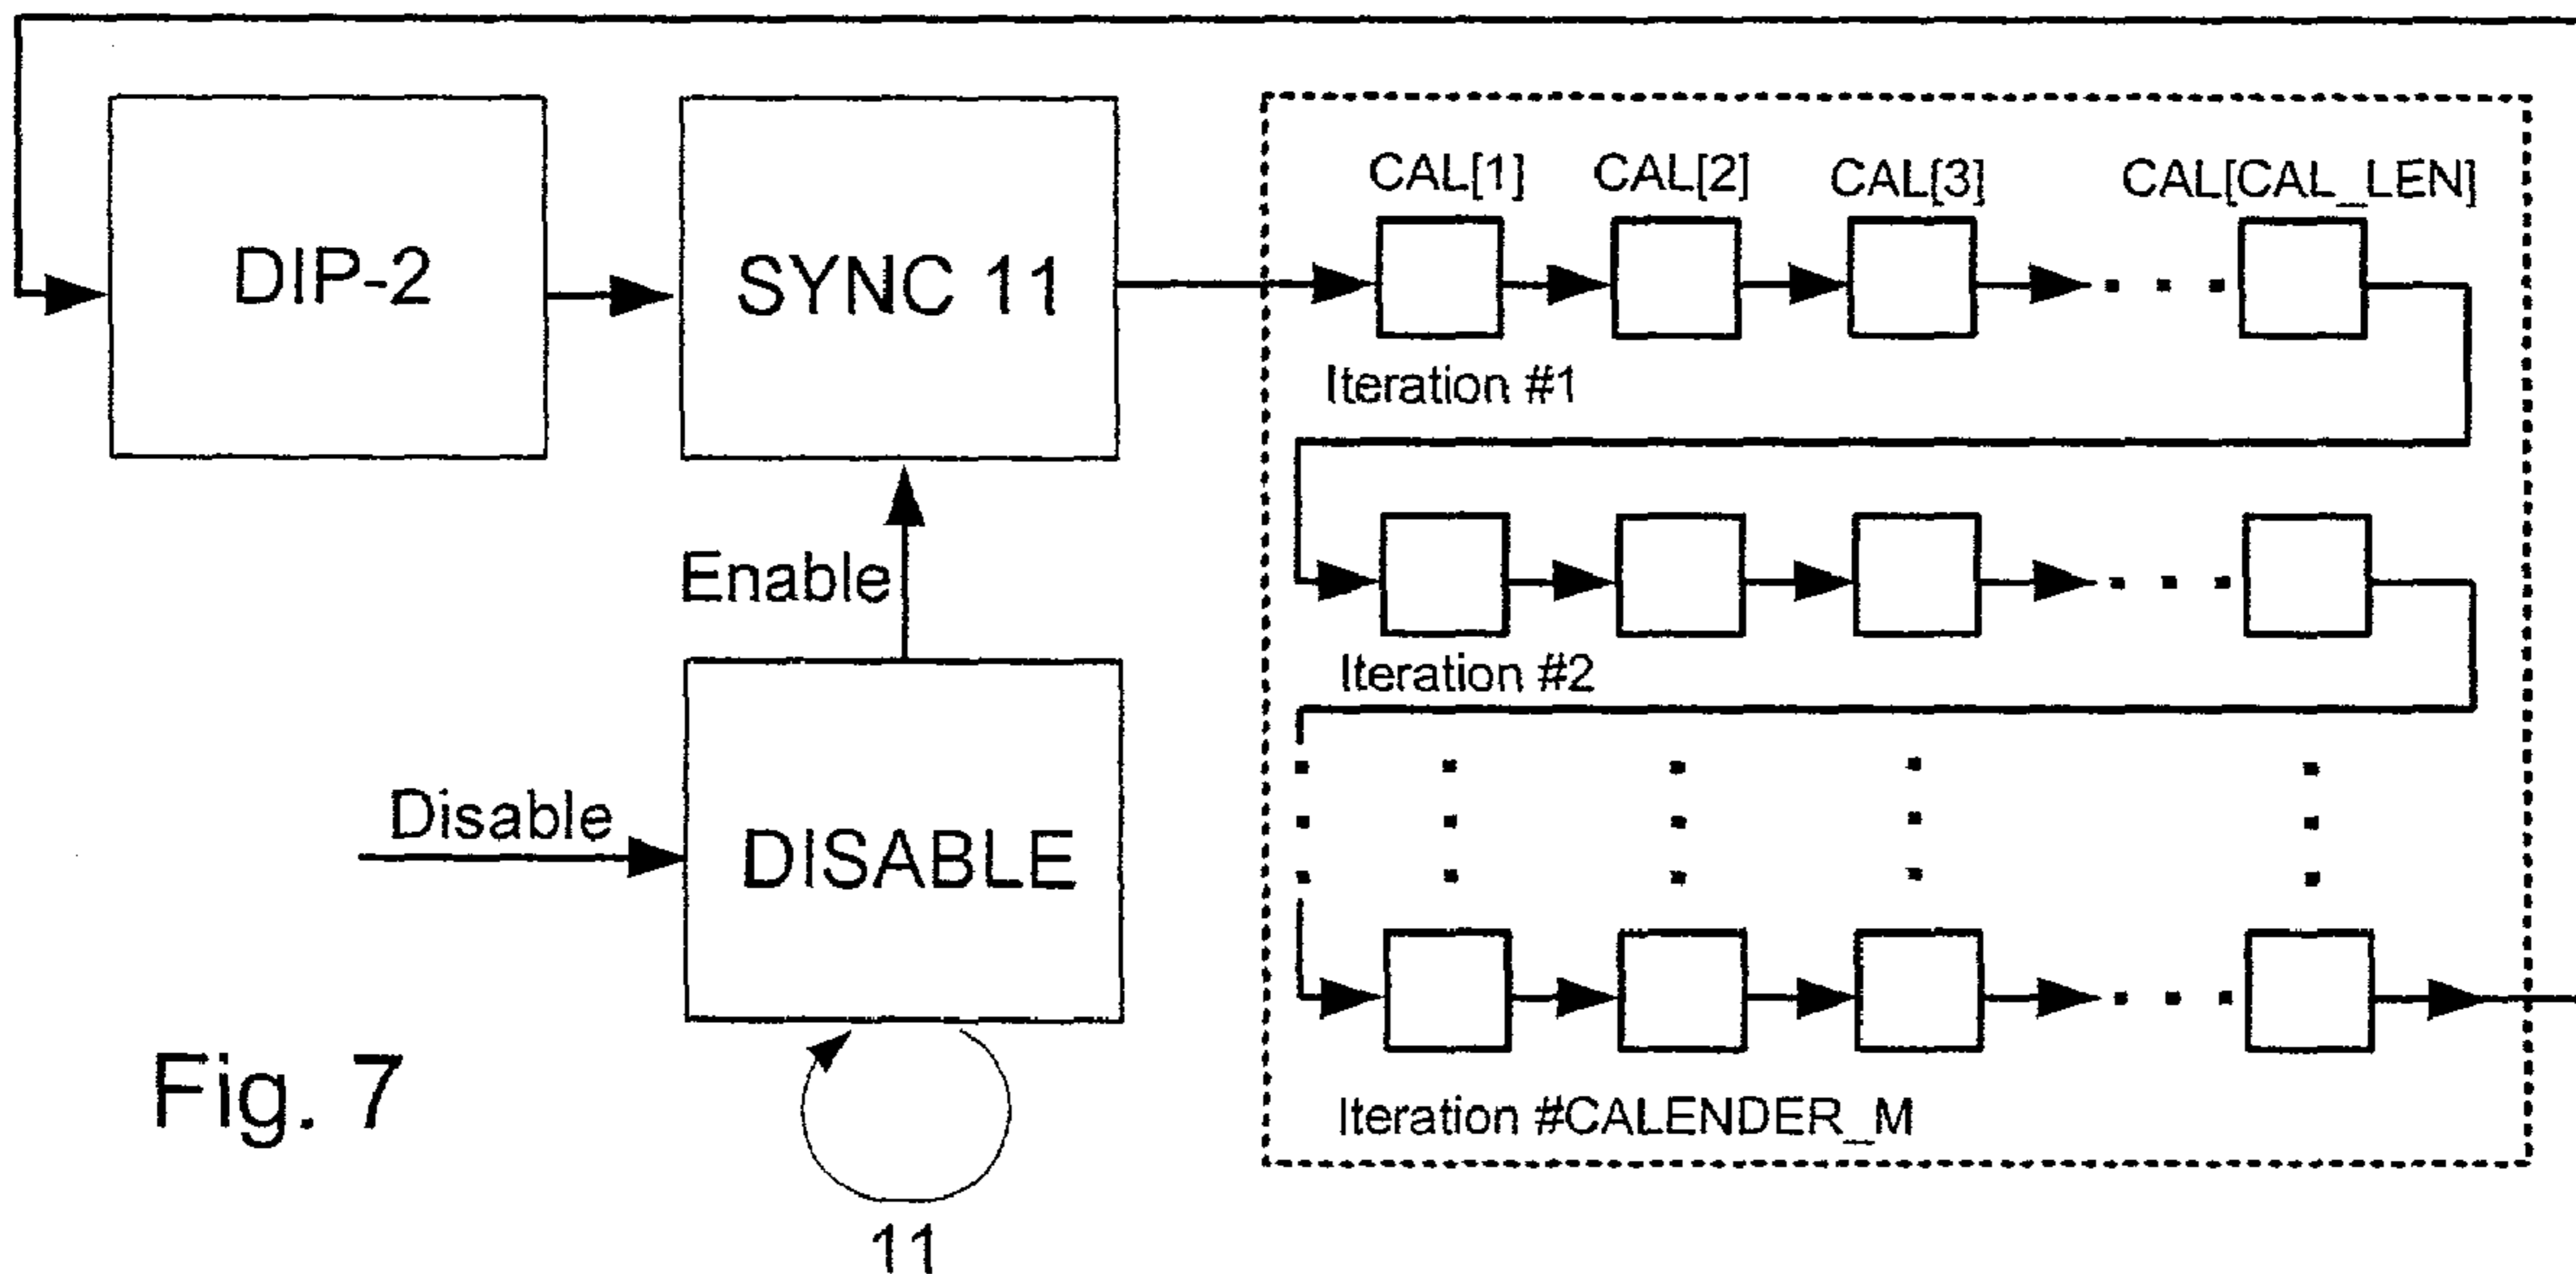 DIP-2
SYNC 11
CAL[1]
CAL[2]
CAL[3]
CAL[CAL_LEN]
Iteration #1
Enable
Iteration #2
Disable
DISABLE
Iteration #CALENDER_M
11
Fig. 7